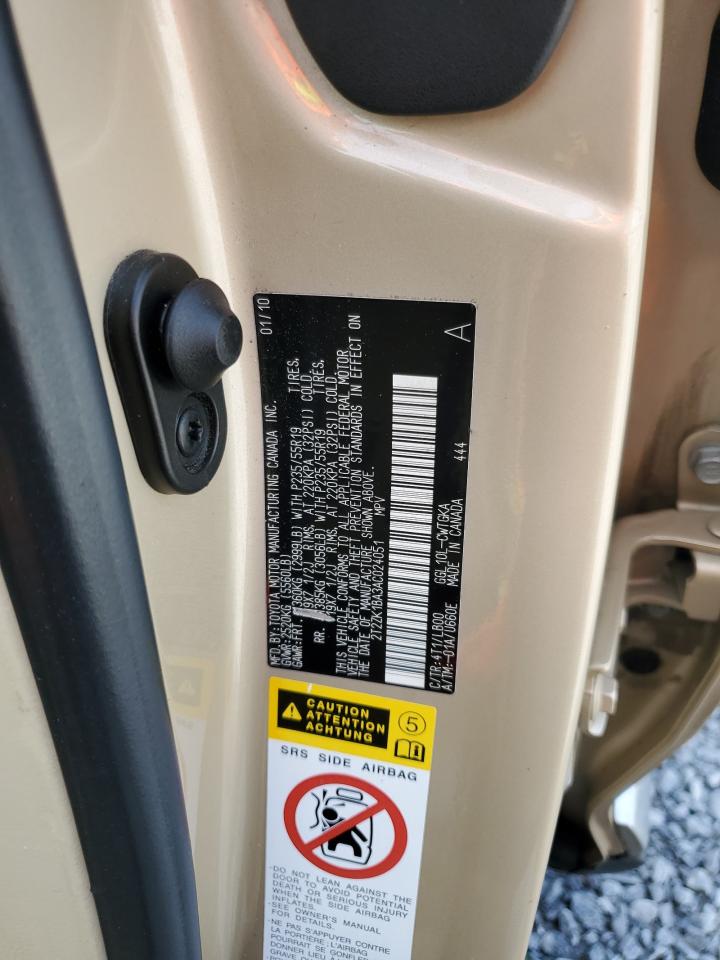 MFD.BY:TOYOTA MOTOR MANUFACTURING CANADA INC. 01/10
GVWR:2520KG(5560LB)
GAWR:FRT. 1360KG(2999LB) WITH P235/55R19 TIRES,
19X7 1/2J RIMS, AT 220KPA (32PSI) COLD.
RR. 1385KG(3056LB) WITH P235/55R19 TIRES,
19X7 1/2J RIMS, AT 220KPA (32PSI) COLD.
THIS VEHICLE CONFORMS TO ALL APPLICABLE FEDERAL MOTOR
VEHICLE SAFETY AND THEFT PREVENTION STANDARDS IN EFFECT ON
THE DATE OF MANUFACTURE SHOWN ABOVE.
2T2ZK1BA3AC024051 MPV
A
C/TR:4T1/LB00 GGL10L-CWTGKA 444
A/TM:-01A/U660E MADE IN CANADA
CAUTION
ATTENTION
ACHTUNG
5
SRS SIDE AIRBAG
-DO NOT LEAN AGAINST THE
DOOR TO AVOID POTENTIAL
DEATH OR SERIOUS INJURY
WHEN THE SIDE AIRBAG
INFLATES.
-SEE OWNER'S MANUAL
FOR DETAILS.
-NE PAS S'APPUYER CONTRE
LA PORTIÈRE; L'AIRBAG
POURRAIT SE GONFLER